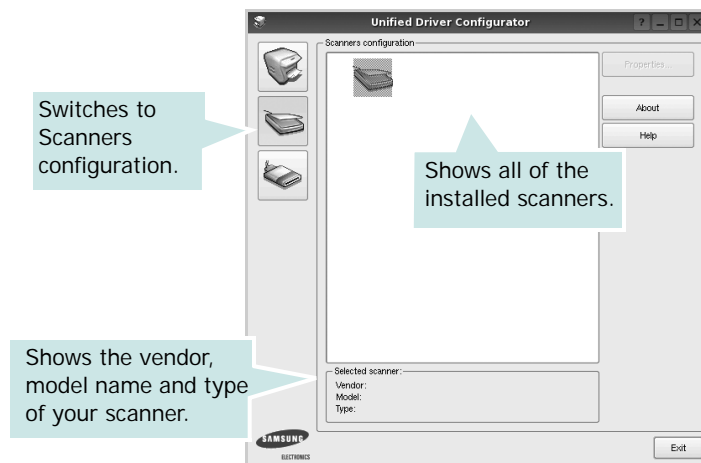 Unified Driver Configurator
Scanners configuration
Properties...
About
Help
Switches to
Scanners
configuration.
Shows all of the
installed scanners.
Shows the vendor,
model name and type
of your scanner.
Selected scanner:
Vendor:
Model:
Type:
SAMSUNG
ELECTRONICS
Exit